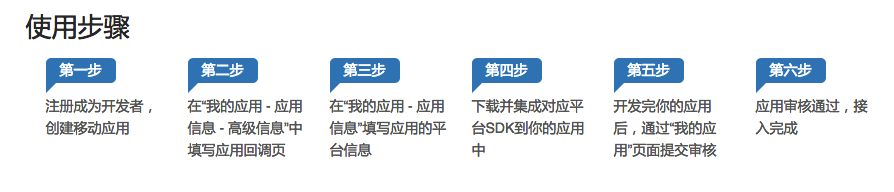 使用步骤
第一步
注册成为开发者，
创建移动应用
第二步
在“我的应用 - 应用
信息 - 高级信息”中
填写应用回调页
第三步
在“我的应用 - 应用
信息”填写应用的平
台信息
第四步
下载并集成对应平
台SDK到你的应用
中
第五步
开发完你的应用
后，通过“我的应
用”页面提交审核
第六步
应用审核通过，接
入完成